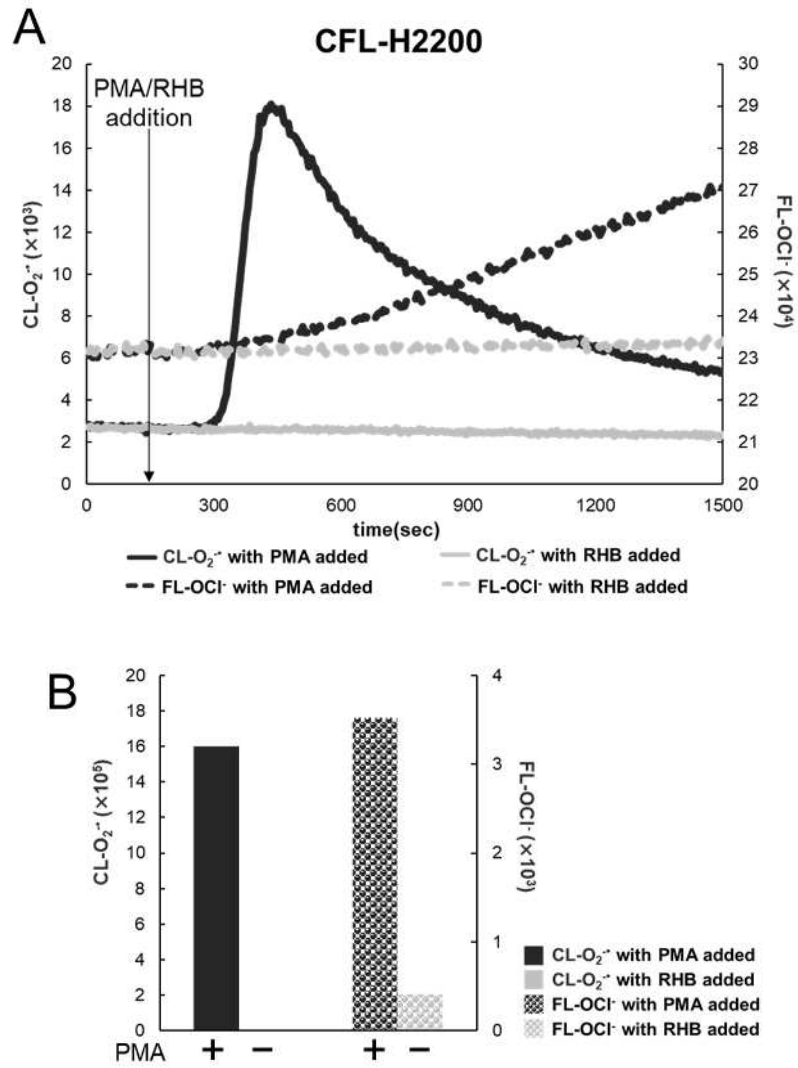 A
CFL-H2200
20
18
16
14
12
10
8
6
4
2
0
CL-O₂⁻• (×10³)
PMA/RHB
addition
30
29
28
27
26
25
24
23
22
21
20
FL-OCl⁻ (×10⁴)
0 300 600 900 1200 1500
time(sec)
CL-O₂⁻• with PMA added CL-O₂⁻• with RHB added
FL-OCl⁻ with PMA added FL-OCl⁻ with RHB added
B
20
18
16
14
12
10
8
6
4
2
0
CL-O₂⁻• (×10⁵)
4
3
2
1
0
FL-OCl⁻ (×10³)
PMA + − + −
CL-O₂⁻• with PMA added
CL-O₂⁻• with RHB added
FL-OCl⁻ with PMA added
FL-OCl⁻ with RHB added